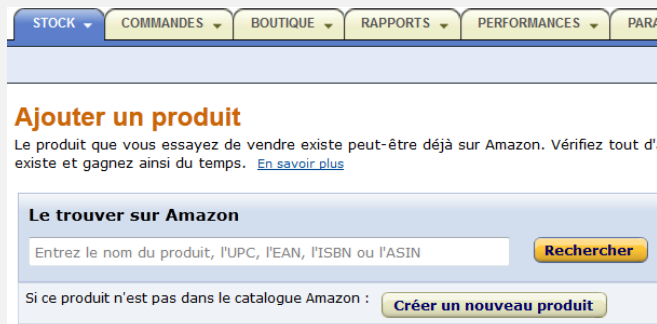 STOCK COMMANDES BOUTIQUE RAPPORTS PERFORMANCES PARA
Ajouter un produit
Le produit que vous essayez de vendre existe peut-être déjà sur Amazon. Vérifiez tout d'
existe et gagnez ainsi du temps. En savoir plus
Le trouver sur Amazon
Entrez le nom du produit, l'UPC, l'EAN, l'ISBN ou l'ASIN Rechercher
Si ce produit n'est pas dans le catalogue Amazon : Créer un nouveau produit